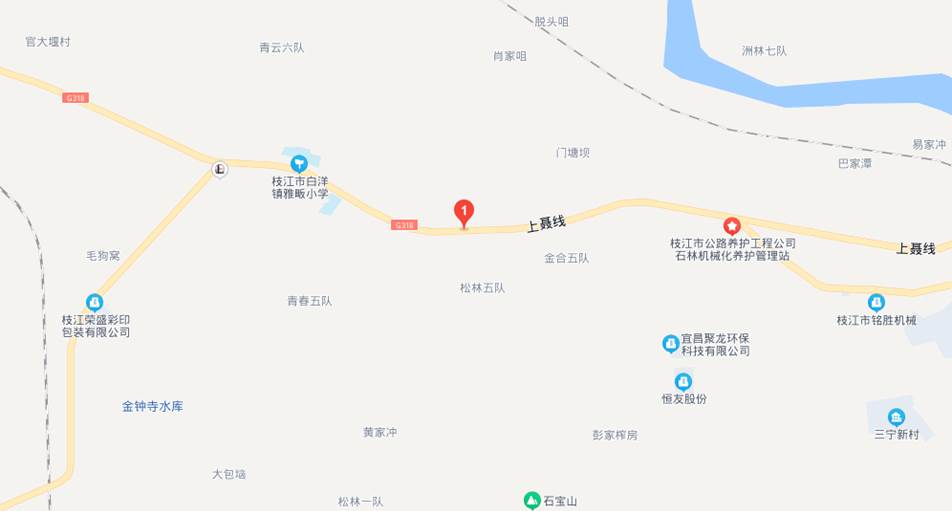 脱头咀
官大堰村
青云六队
肖家咀
洲林七队
G318
易家冲
门塘坝
巴家潭
枝江市白洋
镇雅畈小学
1
G318
上聂线
枝江市公路养护工程公司
石林机械化养护管理站
上聂线
毛狗窝
金合五队
松林五队
青春五队
枝江荣盛彩印
包装有限公司
枝江市铭胜机械
宜昌聚龙环保
科技有限公司
恒友股份
金钟寺水库
黄家冲
彭家榨房
三宁新村
大包垴
松林一队
石宝山